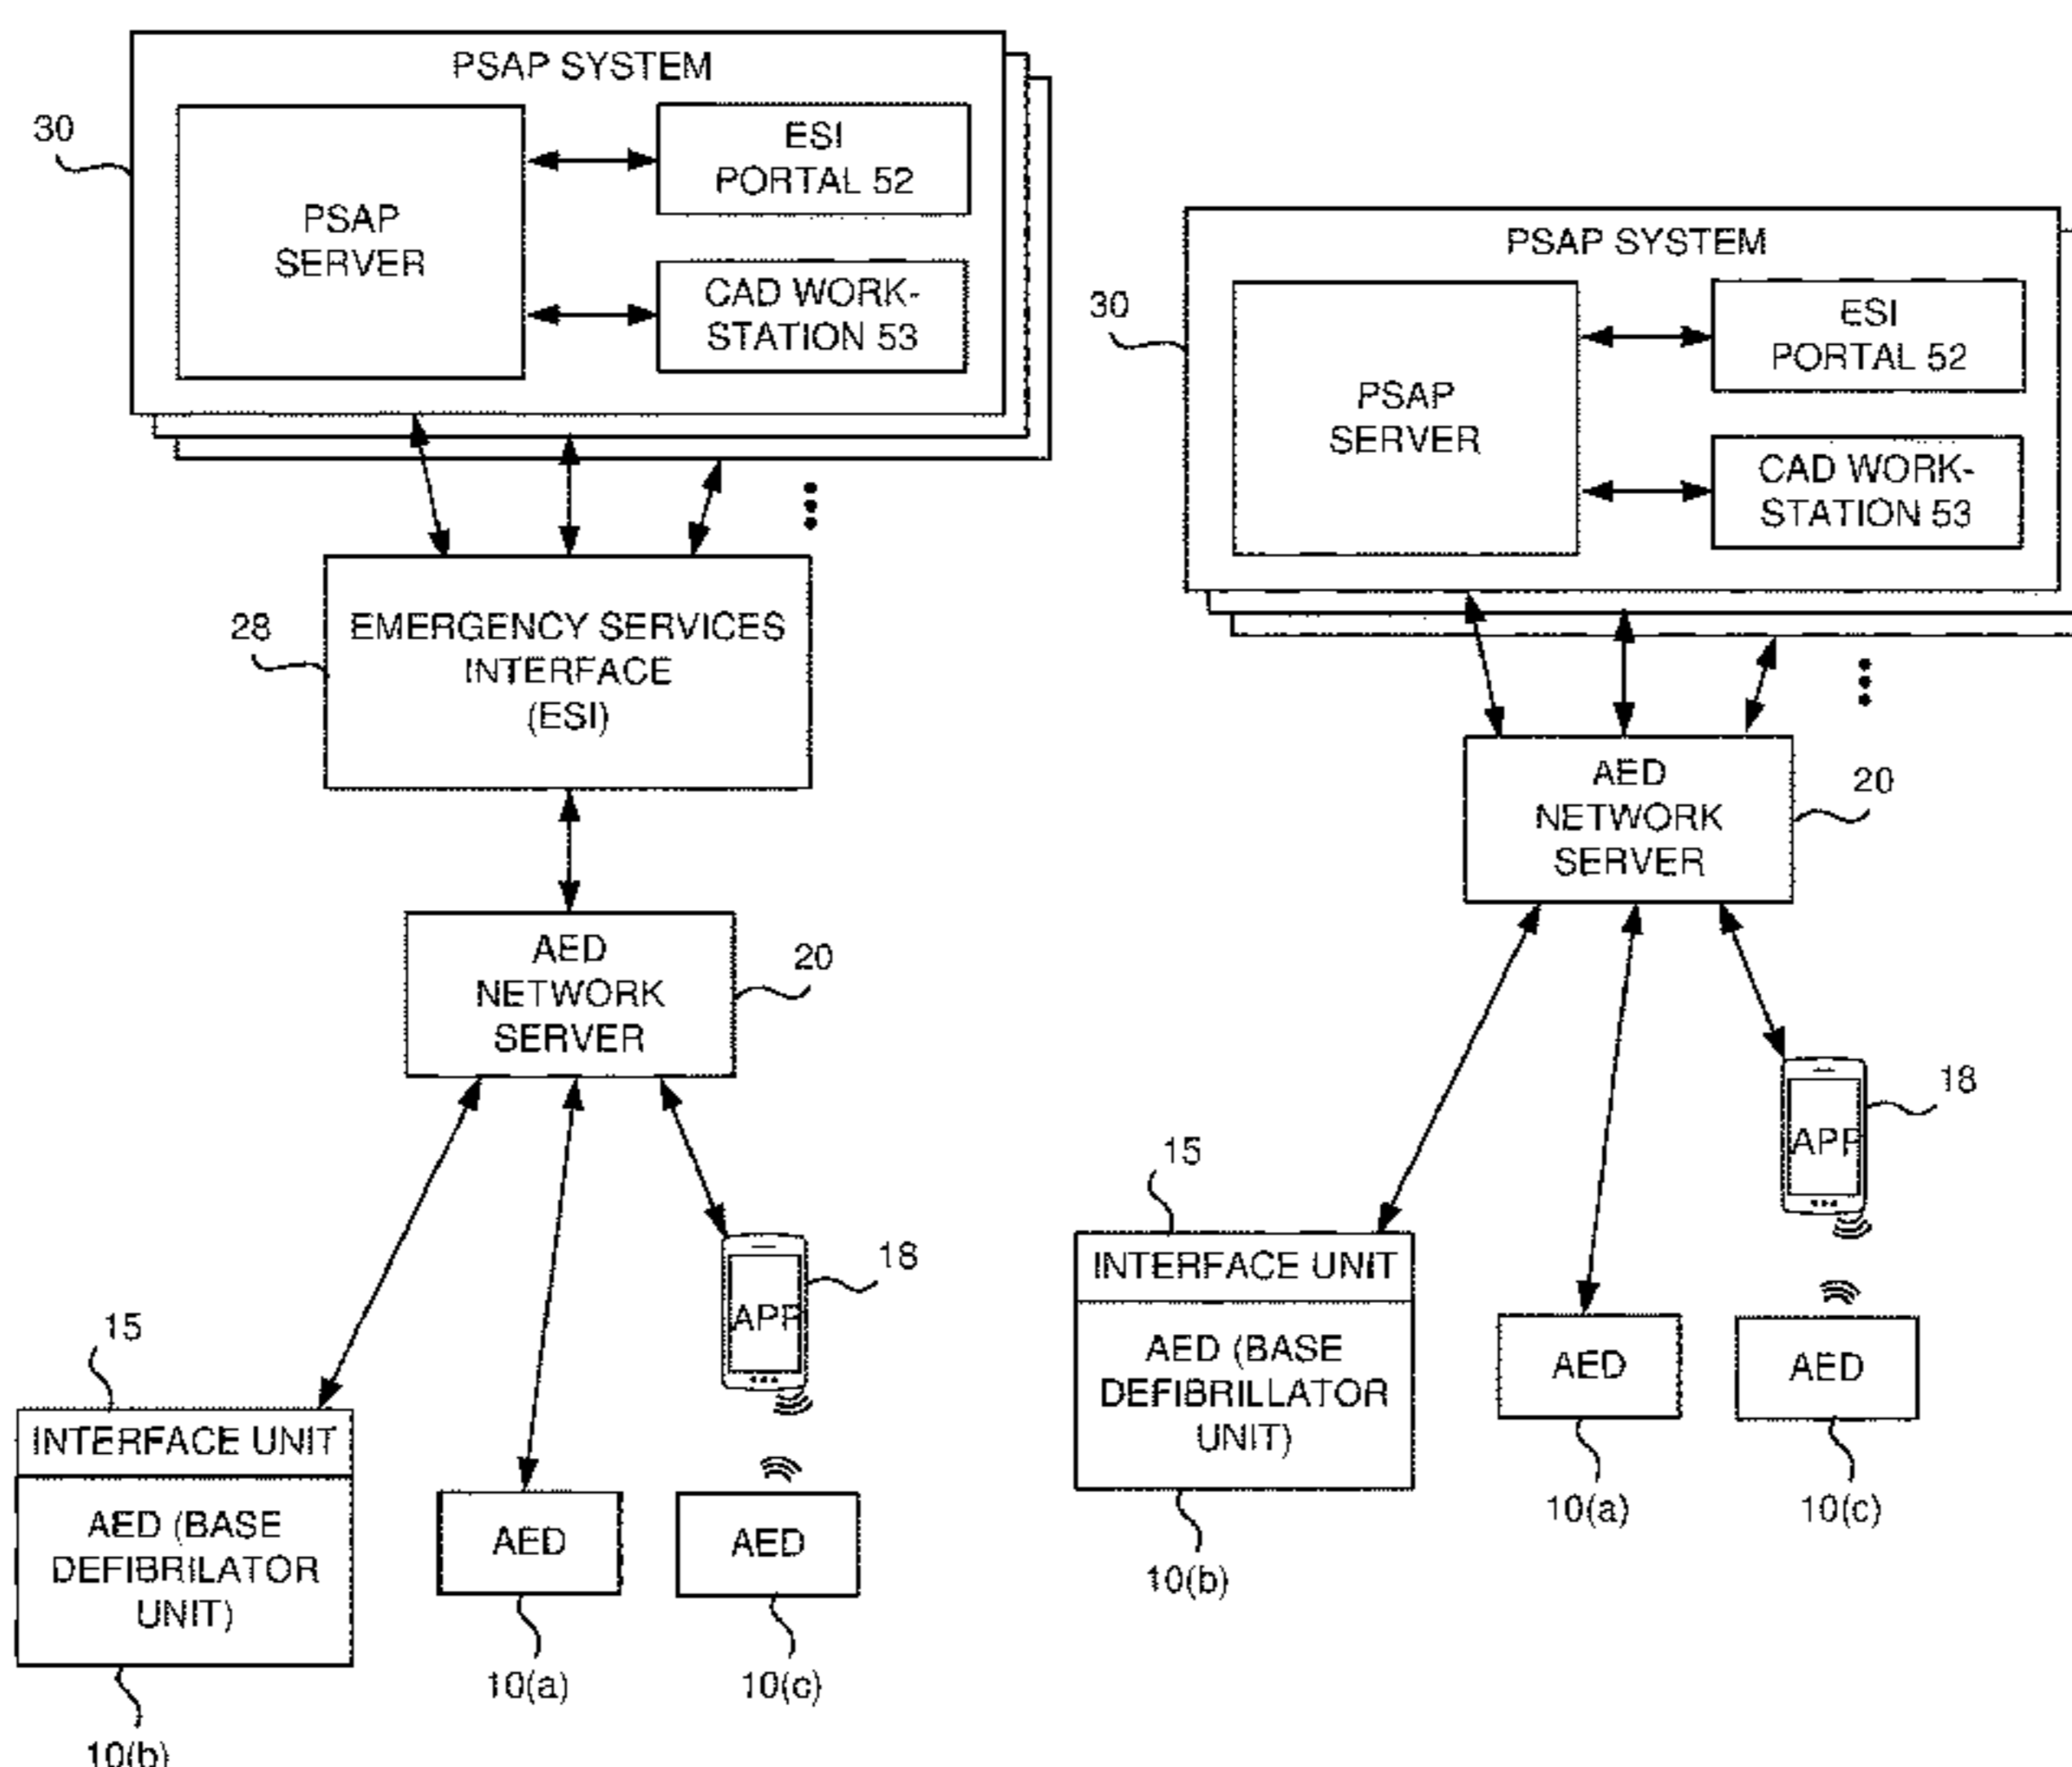 PSAP SYSTEM
30
PSAP
SERVER
ESI
PORTAL 52
CAD WORK-
STATION 53
28
EMERGENCY SERVICES
INTERFACE
(ESI)
AED
NETWORK
SERVER
20
18
APP
15
INTERFACE UNIT
AED (BASE
DEFIBRILATOR
UNIT)
10(b)
AED
10(a)
AED
10(c)
PSAP SYSTEM
30
PSAP
SERVER
ESI
PORTAL 52
CAD WORK-
STATION 53
AED
NETWORK
SERVER
20
18
APP
15
INTERFACE UNIT
AED (BASE
DEFIBRILLATOR
UNIT)
10(b)
AED
10(a)
AED
10(c)